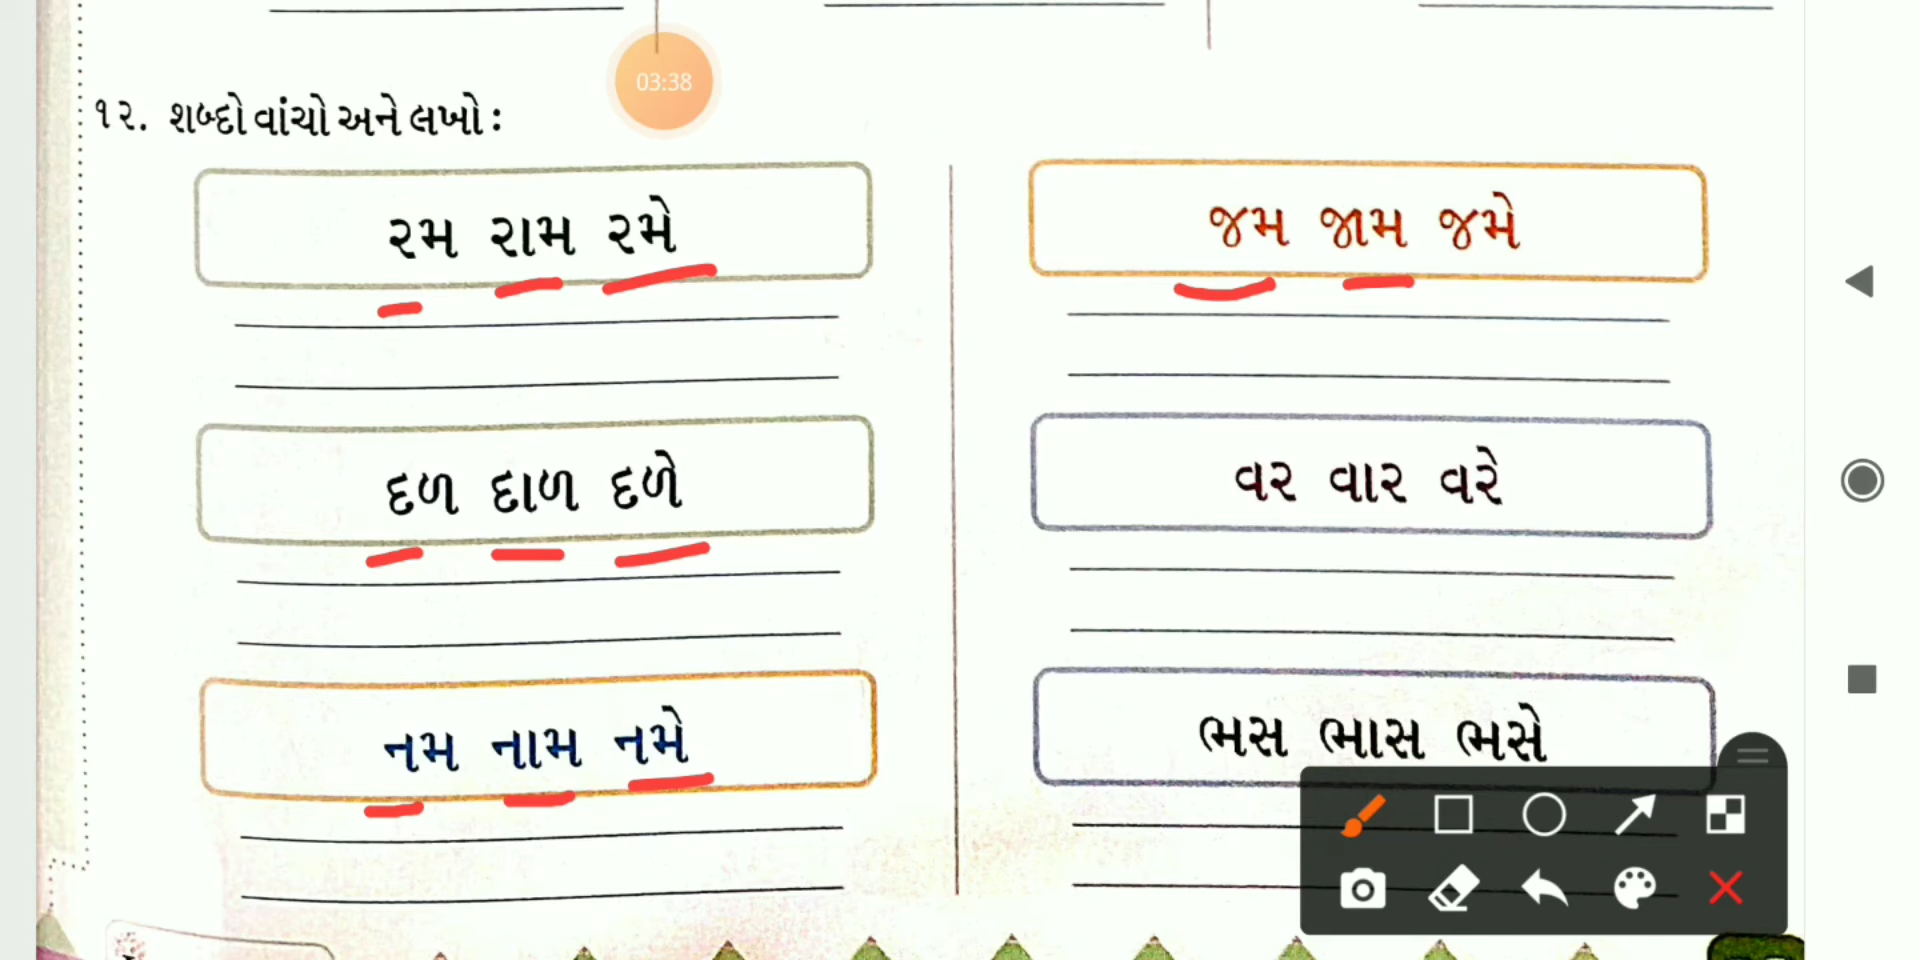 03:38
૧૨. શબ્દો વાંચો અને લખો :
રમ રામ રમે
જમ જામ જમે
દળ દાળ દળે
વર વાર વરે
નમ નામ નમે
ભસ ભાસ ભસે